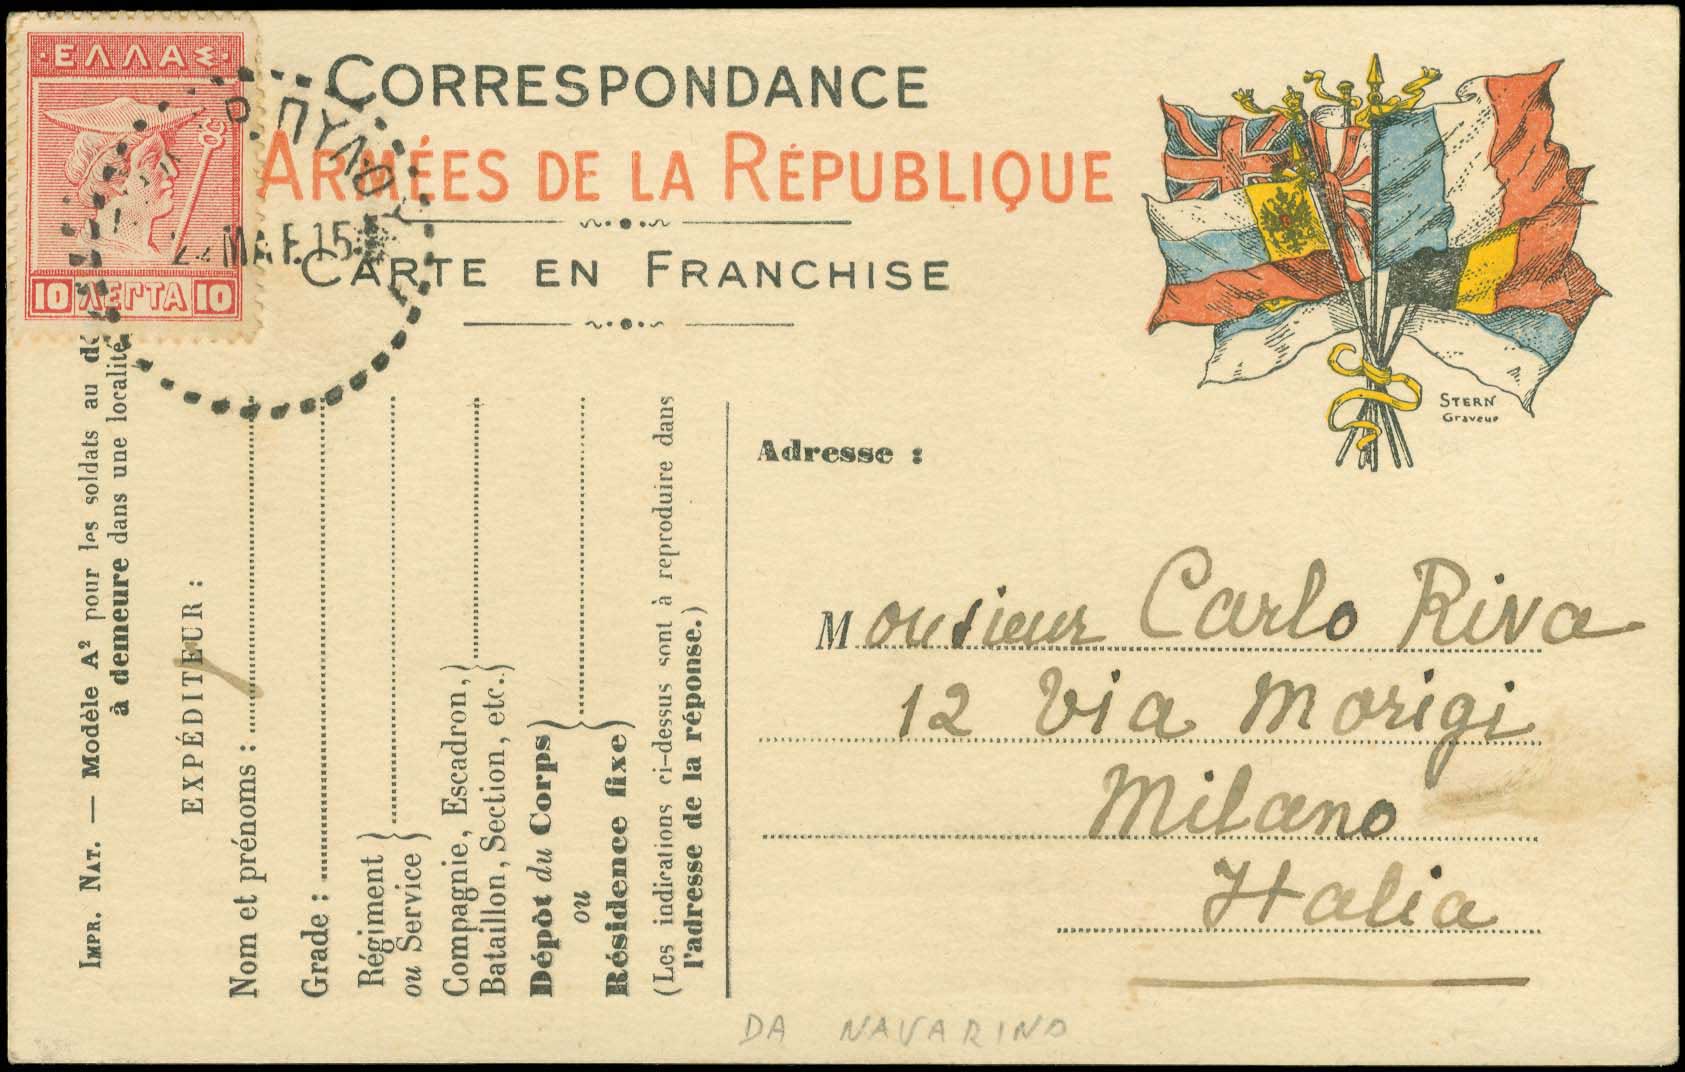 ΕΛΛΑΣ
10 ΛΕΠΤΑ 10
ΠΥΛΟΥ
ΜΑΡ.15
CORRESPONDANCE
ARMÉES DE LA RÉPUBLIQUE
CARTE EN FRANCHISE
STERN
Graveur
IMPR. NAT. — Modèle A² pour les soldats au
à demeure dans une localité
EXPÉDITEUR :
Nom et prénoms :
Grade :
Régiment
ou Service }
Compagnie, Escadron, }
Bataillon, Section, etc. }
Dépôt du Corps }
ou
Résidence fixe }
(Les indications ci-dessus sont à reproduire dans
l'adresse de la réponse.)
Adresse :
Monsieur Carlo Riva
12 Via Morigi
Milano
Italia
DA NAVARINO